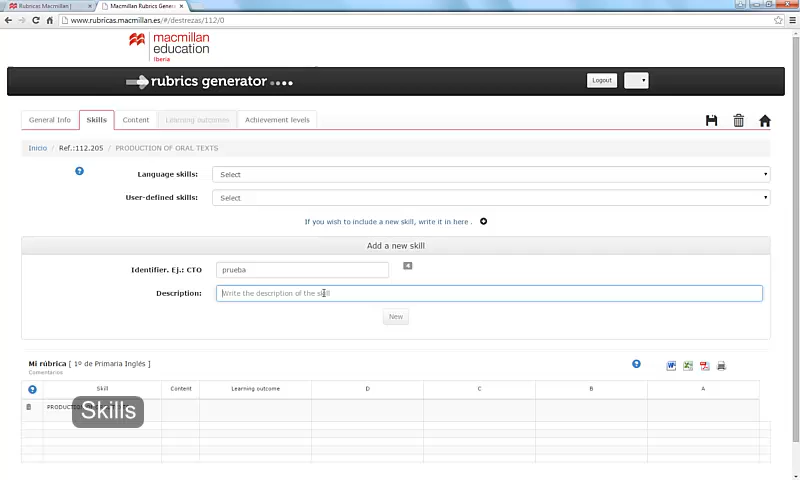 Rubricas Macmillan |
Macmillan Rubrics Gener
www.rubricas.macmillan.es/#/destrezas/112/0
macmillan
education
Iberia
rubrics generator
Logout
General Info
Skills
Content
Learning outcomes
Achievement levels
Inicio / Ref.:112.205 / PRODUCTION OF ORAL TEXTS
Language skills:
Select
User-defined skills:
Select
If you wish to include a new skill, write it in here .
Add a new skill
Identifier. Ej.: CTO
prueba
Description:
Write the description of the skill
New
Mi rúbrica [ 1º de Primaria Inglés ]
Comentarios
Skill Content Learning outcome D C B A
Skills